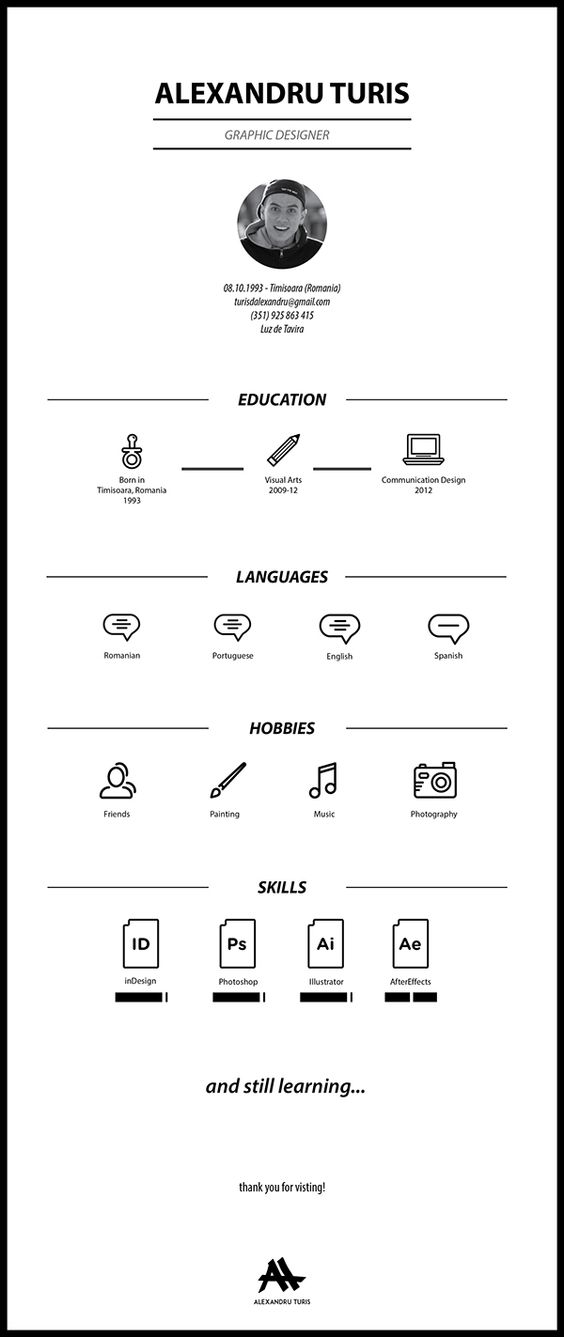 ALEXANDRU TURIS
GRAPHIC DESIGNER
08.10.1993 - Timisoara (Romania)
turisdalexandru@gmail.com
(351) 925 863 415
Luz de Tavira
EDUCATION
Born in
Timisoara, Romania
1993
Visual Arts
2009-12
Communication Design
2012
LANGUAGES
Romanian
Portuguese
English
Spanish
HOBBIES
Friends
Painting
Music
Photography
SKILLS
ID
Ps
Ai
Ae
inDesign
Photoshop
Illustrator
AfterEffects
and still learning...
thank you for visting!
ALEXANDRU TURIS